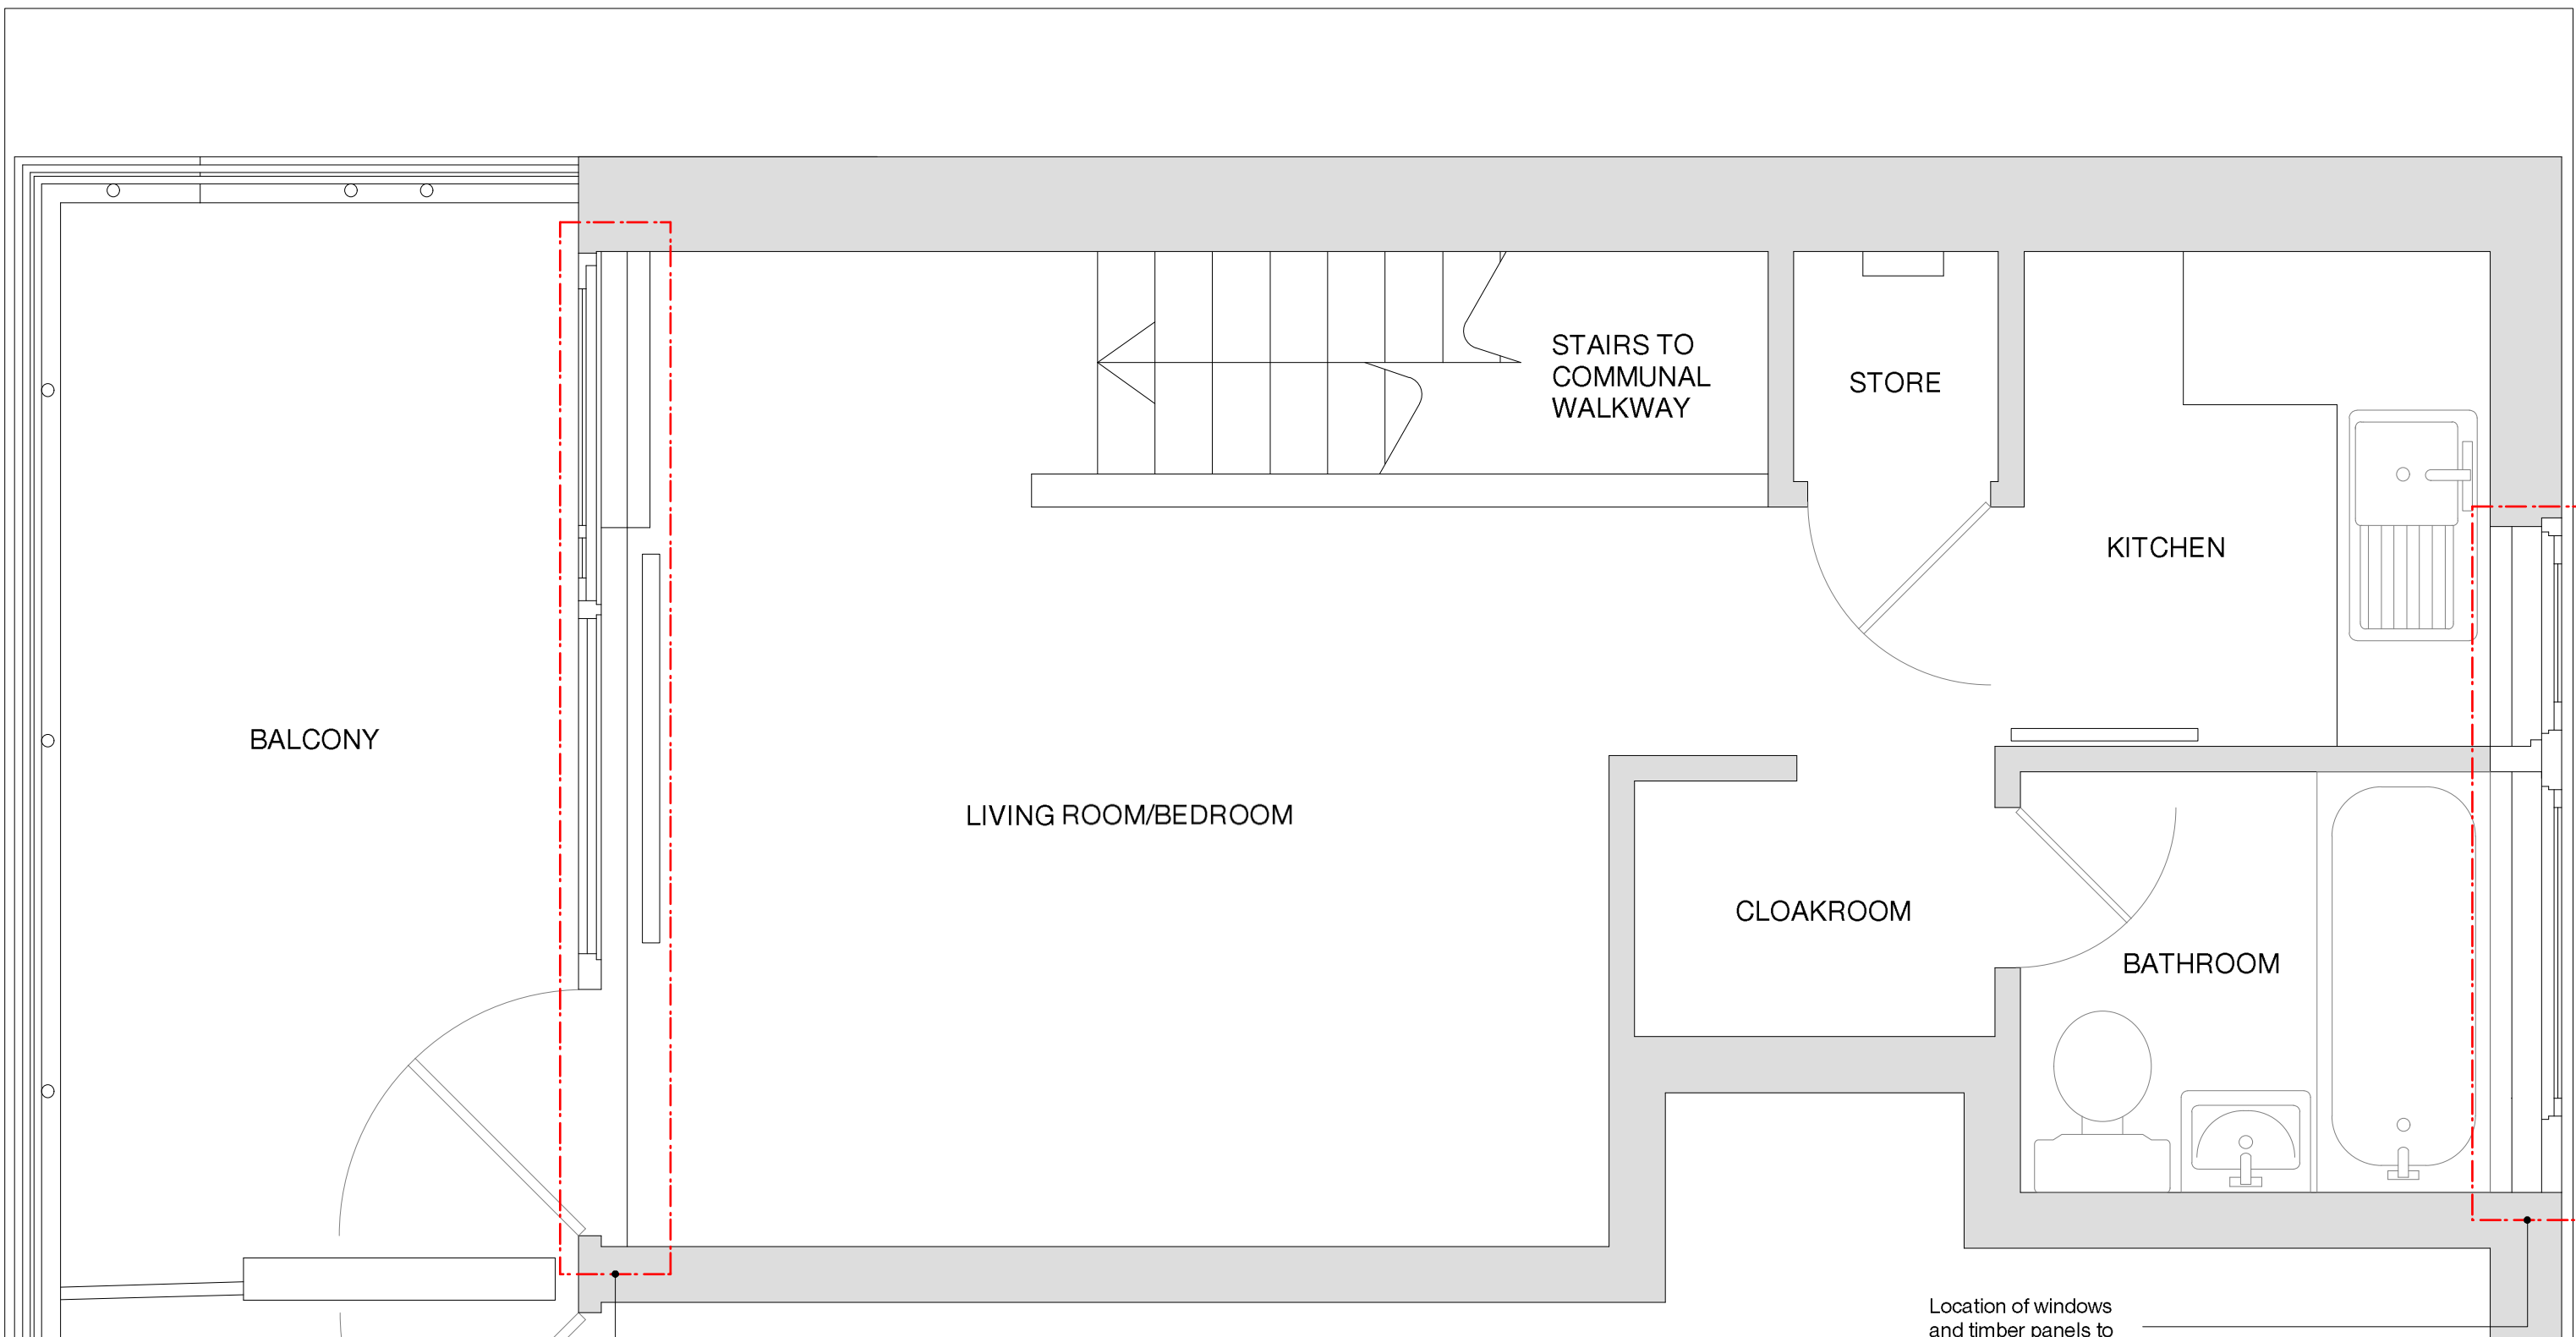 STAIRS TO
COMMUNAL
WALKWAY
STORE
KITCHEN
BALCONY
LIVING ROOM/BEDROOM
CLOAKROOM
BATHROOM
Location of windows
and timber panels to